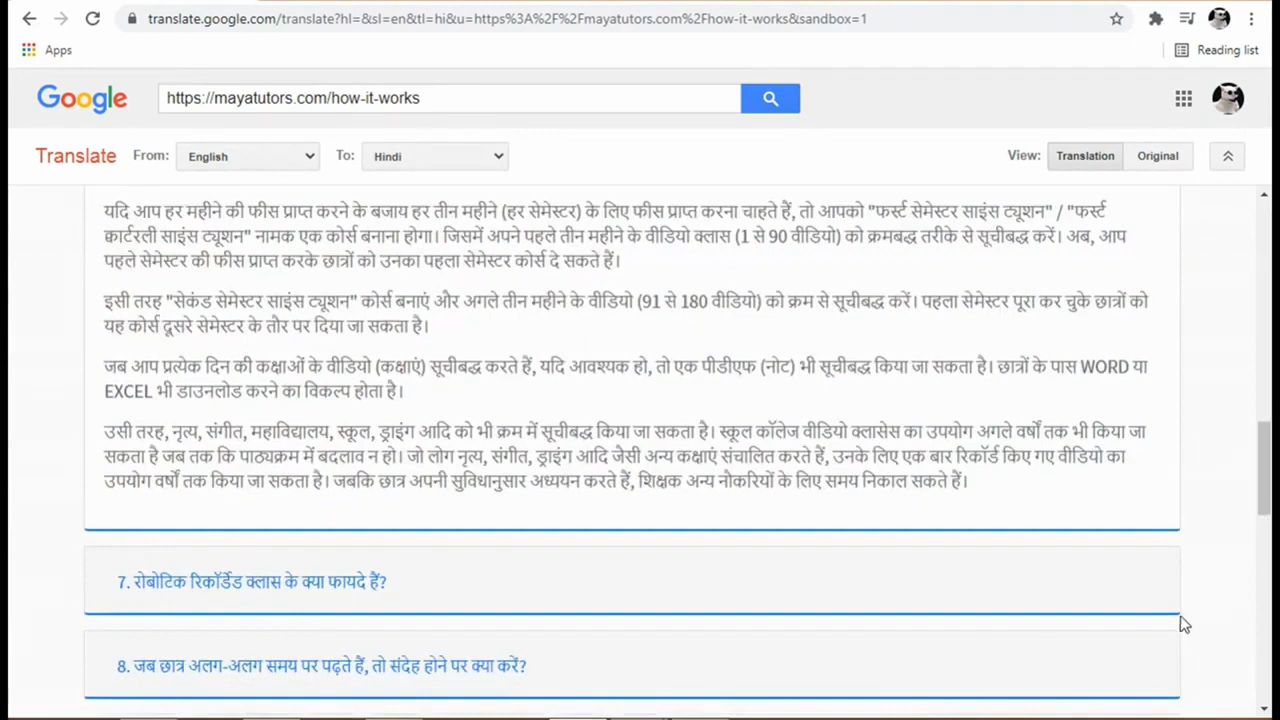 translate.google.com/translate?hl=&sl=en&tl=hi&u=https%3A%2F%2Fmayatutors.com%2Fhow-it-works&sandbox=1
Apps
Reading list
Google
https://mayatutors.com/how-it-works
Translate
From:
English
To:
Hindi
View:
Translation
Original
यदि आप हर महीने की फीस प्राप्त करने के बजाय हर तीन महीने (हर सेमेस्टर) के लिए फीस प्राप्त करना चाहते हैं, तो आपको "फर्स्ट सेमेस्टर साइंस ट्यूशन" / "फर्स्ट
क्वार्टरली साइंस ट्यूशन" नामक एक कोर्स बनाना होगा। जिसमें अपने पहले तीन महीने के वीडियो क्लास (1 से 90 वीडियो) को क्रमबद्ध तरीके से सूचीबद्ध करें। अब, आप
पहले सेमेस्टर की फीस प्राप्त करके छात्रों को उनका पहला सेमेस्टर कोर्स दे सकते हैं।
इसी तरह "सेकंड सेमेस्टर साइंस ट्यूशन" कोर्स बनाएं और अगले तीन महीने के वीडियो (91 से 180 वीडियो) को क्रम से सूचीबद्ध करें। पहला सेमेस्टर पूरा कर चुके छात्रों को
यह कोर्स दूसरे सेमेस्टर के तौर पर दिया जा सकता है।
जब आप प्रत्येक दिन की कक्षाओं के वीडियो (कक्षाएं) सूचीबद्ध करते हैं, यदि आवश्यक हो, तो एक पीडीएफ (नोट) भी सूचीबद्ध किया जा सकता है। छात्रों के पास WORD या
EXCEL भी डाउनलोड करने का विकल्प होता है।
उसी तरह, नृत्य, संगीत, महाविद्यालय, स्कूल, ड्राइंग आदि को भी क्रम में सूचीबद्ध किया जा सकता है। स्कूल कॉलेज वीडियो क्लासेस का उपयोग अगले वर्षों तक भी किया जा
सकता है जब तक कि पाठ्यक्रम में बदलाव न हो। जो लोग नृत्य, संगीत, ड्राइंग आदि जैसी अन्य कक्षाएं संचालित करते हैं, उनके लिए एक बार रिकॉर्ड किए गए वीडियो का
उपयोग वर्षों तक किया जा सकता है। जबकि छात्र अपनी सुविधानुसार अध्ययन करते हैं, शिक्षक अन्य नौकरियों के लिए समय निकाल सकते हैं।
7. रोबोटिक रिकॉर्डेड क्लास के क्या फायदे हैं?
8. जब छात्र अलग-अलग समय पर पढ़ते हैं, तो संदेह होने पर क्या करें?